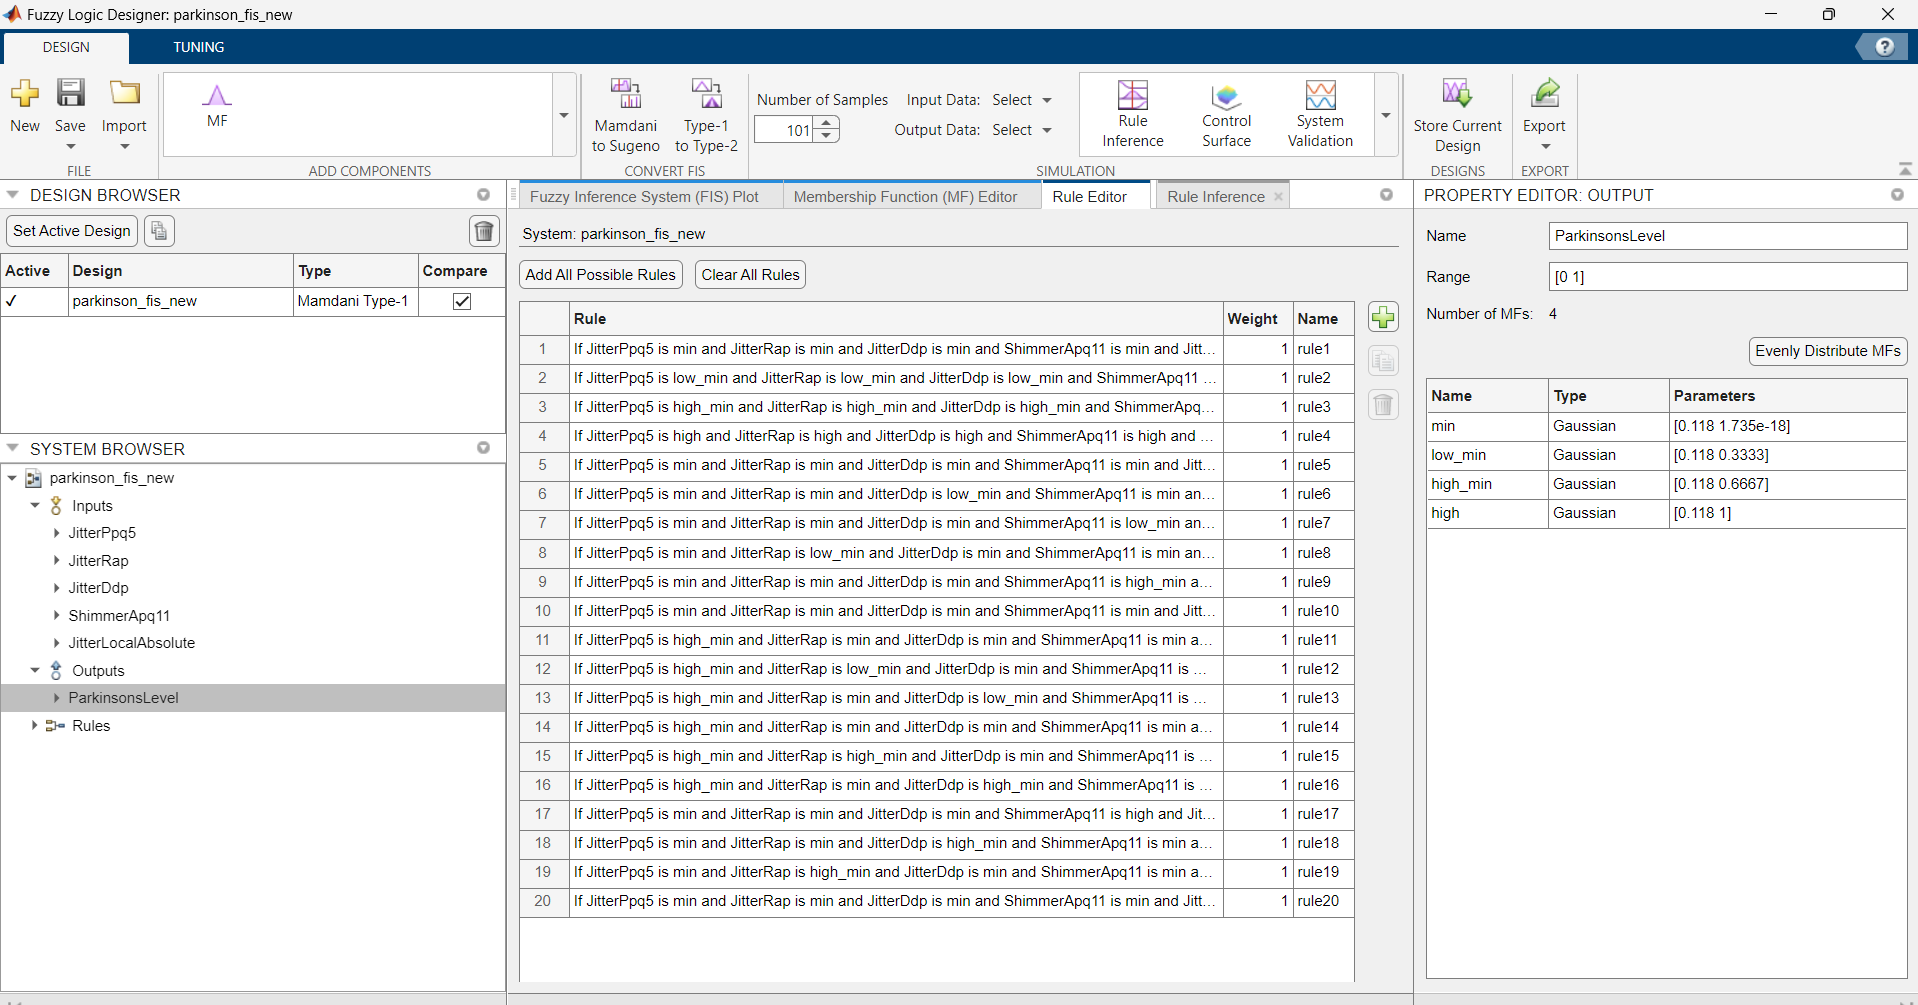 Fuzzy Logic Designer: parkinson_fis_new
DESIGN
TUNING
New
Save
Import
FILE
MF
ADD COMPONENTS
Mamdani
to Sugeno
Type-1
to Type-2
CONVERT FIS
Number of Samples
101
Input Data: Select
Output Data: Select
Rule
Inference
Control
Surface
System
Validation
SIMULATION
Store Current
Design
DESIGNS
Export
EXPORT
DESIGN BROWSER
Set Active Design
Active Design Type Compare
parkinson_fis_new Mamdani Type-1
SYSTEM BROWSER
parkinson_fis_new
Inputs
JitterPpq5
JitterRap
JitterDdp
ShimmerApq11
JitterLocalAbsolute
Outputs
ParkinsonsLevel
Rules
Fuzzy Inference System (FIS) Plot
Membership Function (MF) Editor
Rule Editor
Rule Inference
System: parkinson_fis_new
Add All Possible Rules
Clear All Rules
Rule Weight Name
1 If JitterPpq5 is min and JitterRap is min and JitterDdp is min and ShimmerApq11 is min and Jitt... 1 rule1
2 If JitterPpq5 is low_min and JitterRap is low_min and JitterDdp is low_min and ShimmerApq11 ... 1 rule2
3 If JitterPpq5 is high_min and JitterRap is high_min and JitterDdp is high_min and ShimmerApq... 1 rule3
4 If JitterPpq5 is high and JitterRap is high and JitterDdp is high and ShimmerApq11 is high and ... 1 rule4
5 If JitterPpq5 is min and JitterRap is min and JitterDdp is min and ShimmerApq11 is min and Jitt... 1 rule5
6 If JitterPpq5 is min and JitterRap is min and JitterDdp is low_min and ShimmerApq11 is min an... 1 rule6
7 If JitterPpq5 is min and JitterRap is min and JitterDdp is min and ShimmerApq11 is low_min an... 1 rule7
8 If JitterPpq5 is min and JitterRap is low_min and JitterDdp is min and ShimmerApq11 is min an... 1 rule8
9 If JitterPpq5 is min and JitterRap is min and JitterDdp is min and ShimmerApq11 is high_min a... 1 rule9
10 If JitterPpq5 is min and JitterRap is min and JitterDdp is min and ShimmerApq11 is min and Jitt... 1 rule10
11 If JitterPpq5 is high_min and JitterRap is min and JitterDdp is min and ShimmerApq11 is min a... 1 rule11
12 If JitterPpq5 is high_min and JitterRap is low_min and JitterDdp is min and ShimmerApq11 is ... 1 rule12
13 If JitterPpq5 is high_min and JitterRap is min and JitterDdp is low_min and ShimmerApq11 is ... 1 rule13
14 If JitterPpq5 is high_min and JitterRap is min and JitterDdp is min and ShimmerApq11 is min a... 1 rule14
15 If JitterPpq5 is high_min and JitterRap is high_min and JitterDdp is min and ShimmerApq11 is ... 1 rule15
16 If JitterPpq5 is high_min and JitterRap is min and JitterDdp is high_min and ShimmerApq11 is ... 1 rule16
17 If JitterPpq5 is min and JitterRap is min and JitterDdp is min and ShimmerApq11 is high and Jit... 1 rule17
18 If JitterPpq5 is min and JitterRap is min and JitterDdp is high_min and ShimmerApq11 is min a... 1 rule18
19 If JitterPpq5 is min and JitterRap is high_min and JitterDdp is min and ShimmerApq11 is min a... 1 rule19
20 If JitterPpq5 is min and JitterRap is min and JitterDdp is min and ShimmerApq11 is min and Jitt... 1 rule20
PROPERTY EDITOR: OUTPUT
Name ParkinsonsLevel
Range [0 1]
Number of MFs: 4
Evenly Distribute MFs
Name Type Parameters
min Gaussian [0.118 1.735e-18]
low_min Gaussian [0.118 0.3333]
high_min Gaussian [0.118 0.6667]
high Gaussian [0.118 1]